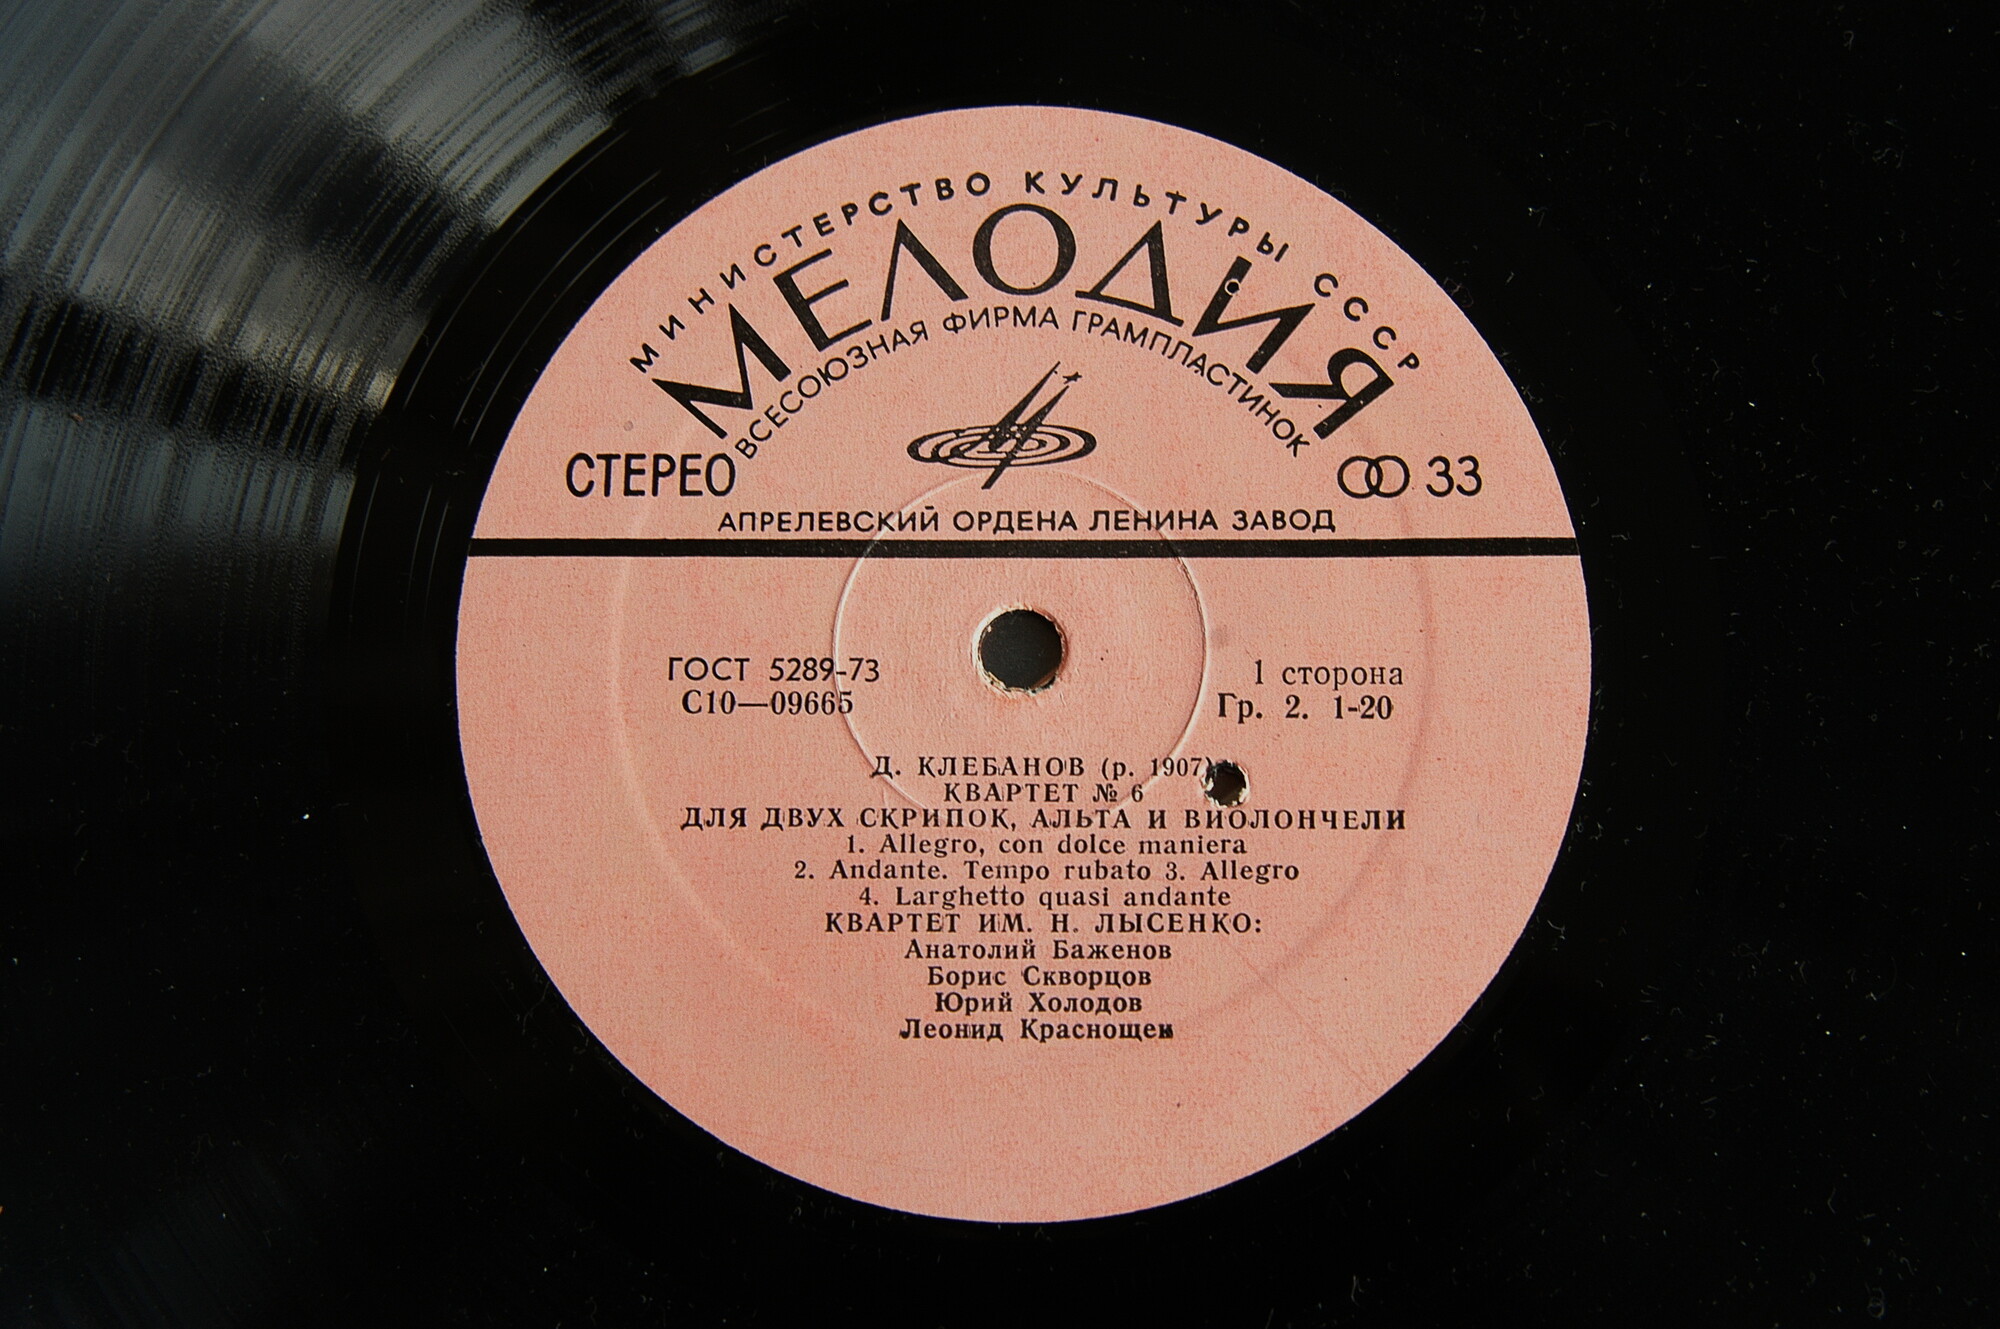 МИНИСТЕРСТВО КУЛЬТУРЫ СССР
МЕЛОДИЯ
ВСЕСОЮЗНАЯ ФИРМА ГРАМПЛАСТИНОК
СТЕРЕО
33
АПРЕЛЕВСКИЙ ОРДЕНА ЛЕНИНА ЗАВОД
ГОСТ 5289-73
1 сторона
С10—09665
Гр. 2. 1-20
Д. КЛЕБАНОВ (р. 1907)
КВАРТЕТ № 6
ДЛЯ ДВУХ СКРИПОК, АЛЬТА И ВИОЛОНЧЕЛИ
1. Allegro, con dolce maniera
2. Andante. Tempo rubato 3. Allegro
4. Larghetto quasi andante
КВАРТЕТ ИМ. Н. ЛЫСЕНКО:
Анатолий Баженов
Борис Скворцов
Юрий Холодов
Леонид Краснощек